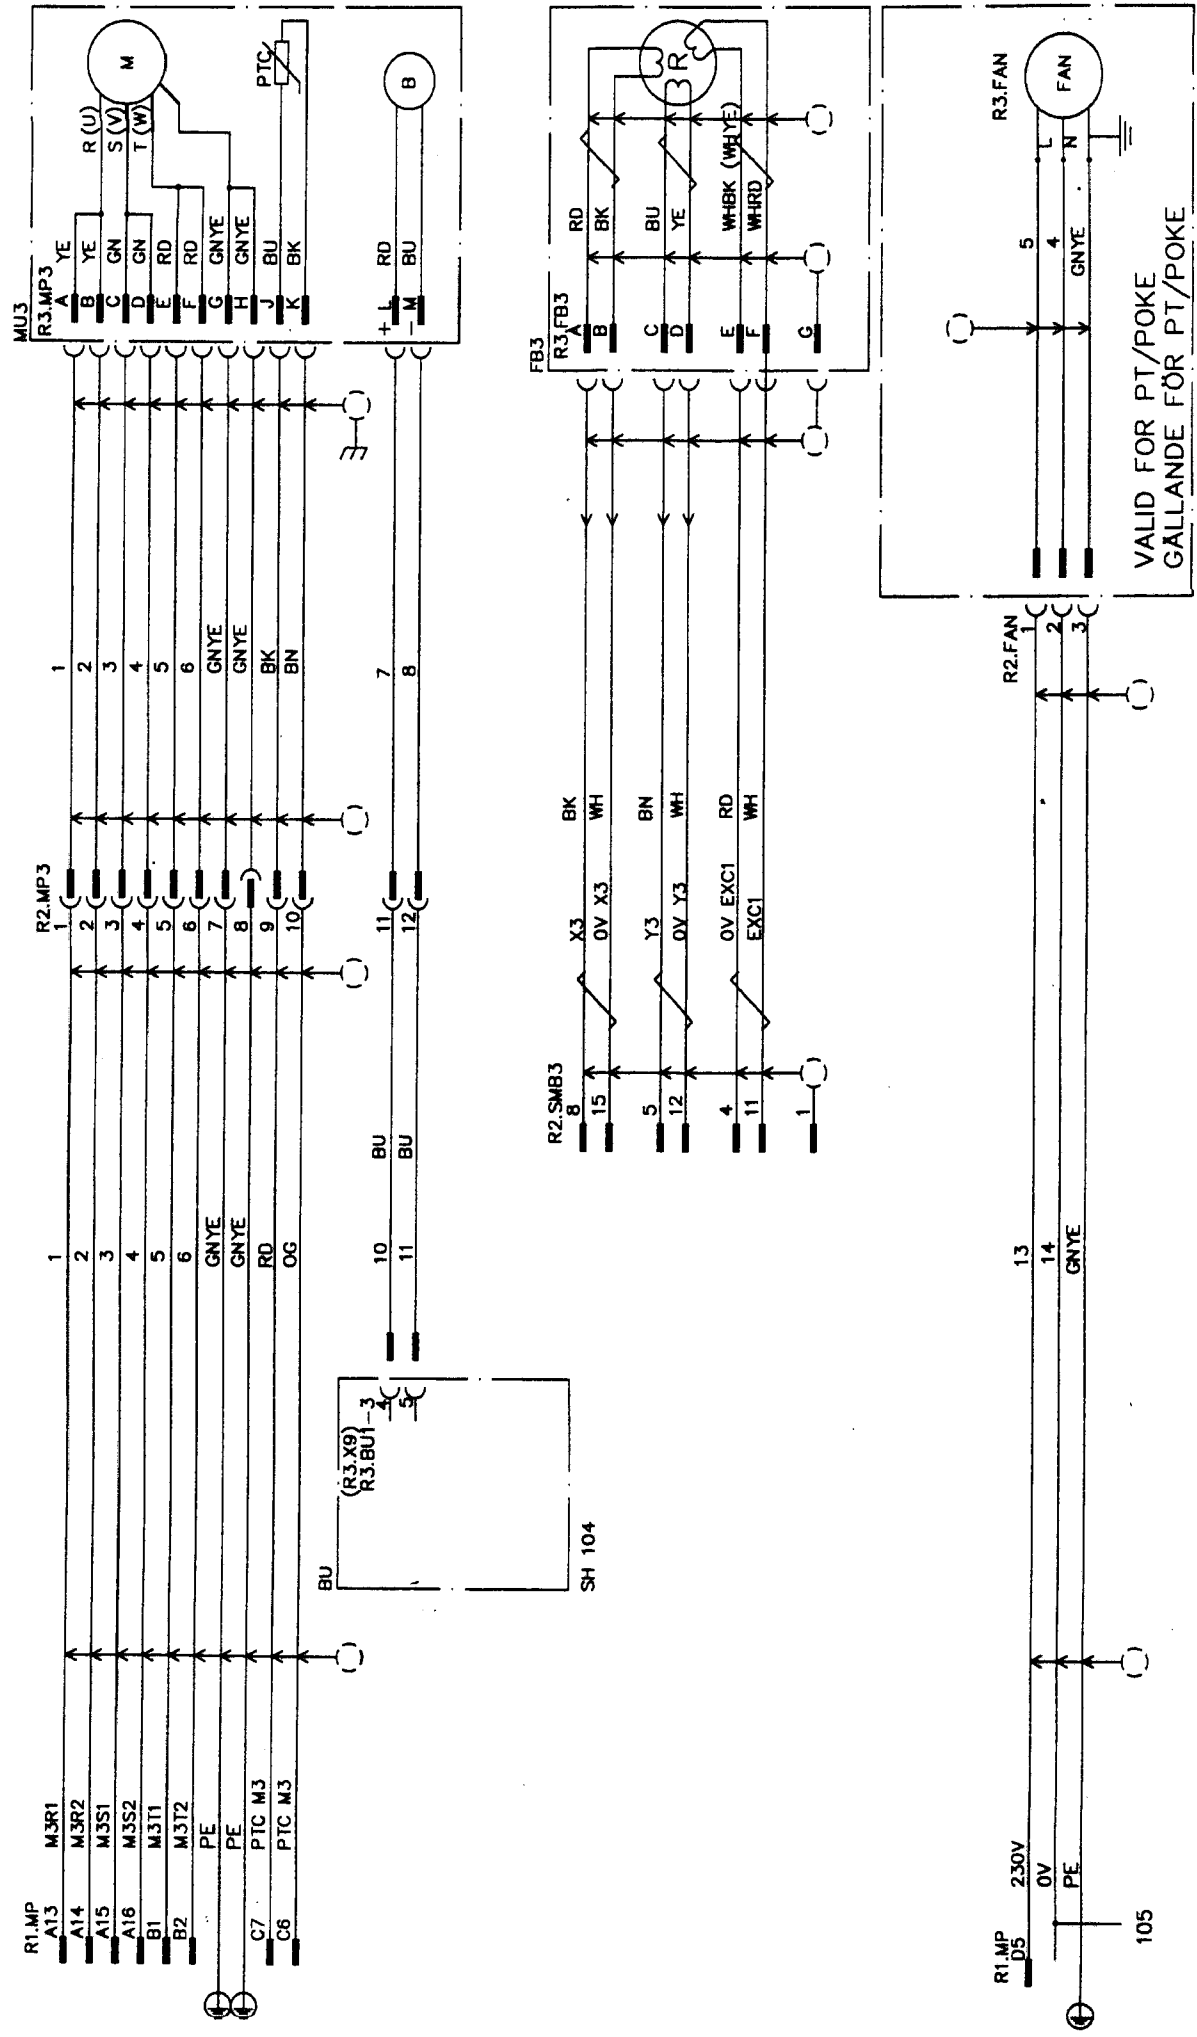 R1.MP
A13 M3R1 1
A14 M3R2 2
A15 M3S1 3
A16 M3S2 4
B1 M3T1 5
B2 M3T2 6
PE GNYE
PE GNYE
C7 PTC M3 RD
C6 PTC M3 OG
R2.MP3
1 1
2 2
3 3
4 4
5 5
6 6
7 GNYE
8 GNYE
9 BK
10 BN
MU3
R3.MP3
A YE
B YE
C GN
D GN
E RD
F RD
G GNYE
H GNYE
J BU
K BK
R (U)
S (V)
T (W)
M
PTC
BU
(R3.X9)
R3.BU1-3
4
5
SH 104
10 BU
11 BU
11 7
12 8
+ L RD
- M BU
B
R2.SMB3
8 X3 BK
15 0V X3 WH
5 Y3 BN
12 0V Y3 WH
4 0V EXC1 RD
11 EXC1 WH
1
FB3
R3.FB3
A RD
B BK
C BU
D YE
E WHBK (WHYE)
F WHRD
G
R
R1.MP
D5 230V 13
0V 14
PE GNYE
105
R2.FAN
1
2
3
5
4
GNYE
L
N
R3.FAN
FAN
VALID FOR PT/POKE
GÄLLANDE FÖR PT/POKE